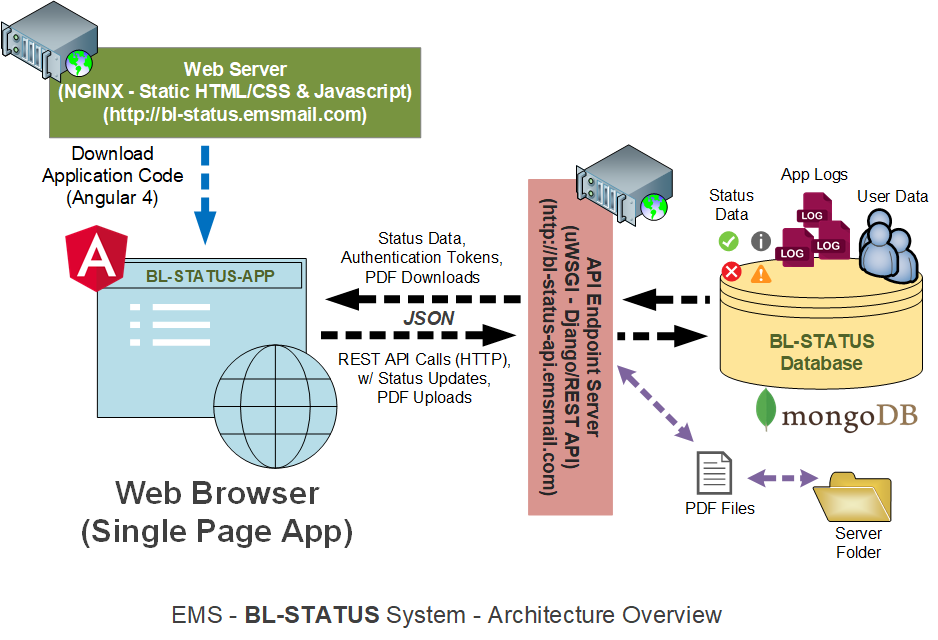 Web Server
(NGINX - Static HTML/CSS & Javascript)
(http://bl-status.emsmail.com)
Download
Application Code
(Angular 4)
A
BL-STATUS-APP
Web Browser
(Single Page App)
Status Data,
Authentication Tokens,
PDF Downloads
JSON
REST API Calls (HTTP),
w/ Status Updates,
PDF Uploads
API Endpoint Server
(uWSGI - Django/REST API)
(http://bl-status-api.emsmail.com)
Status
Data
App Logs
LOG
LOG
LOG
User Data
BL-STATUS
Database
mongoDB
PDF Files
Server
Folder
EMS - BL-STATUS System - Architecture Overview